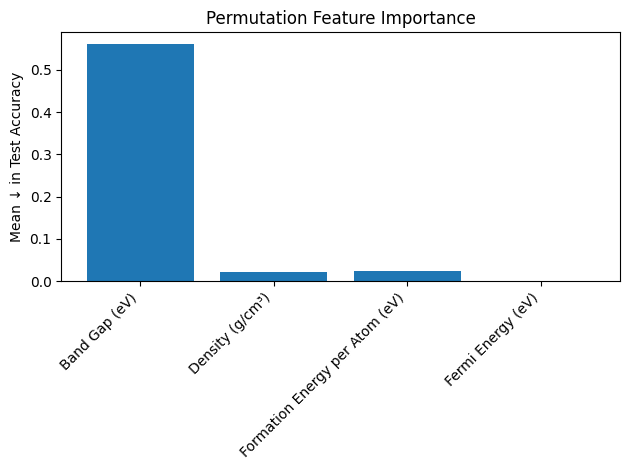 Permutation Feature Importance
Mean ↓ in Test Accuracy
0.5
0.4
0.3
0.2
0.1
0.0
Band Gap (eV)
Density (g/cm³)
Formation Energy per Atom (eV)
Fermi Energy (eV)